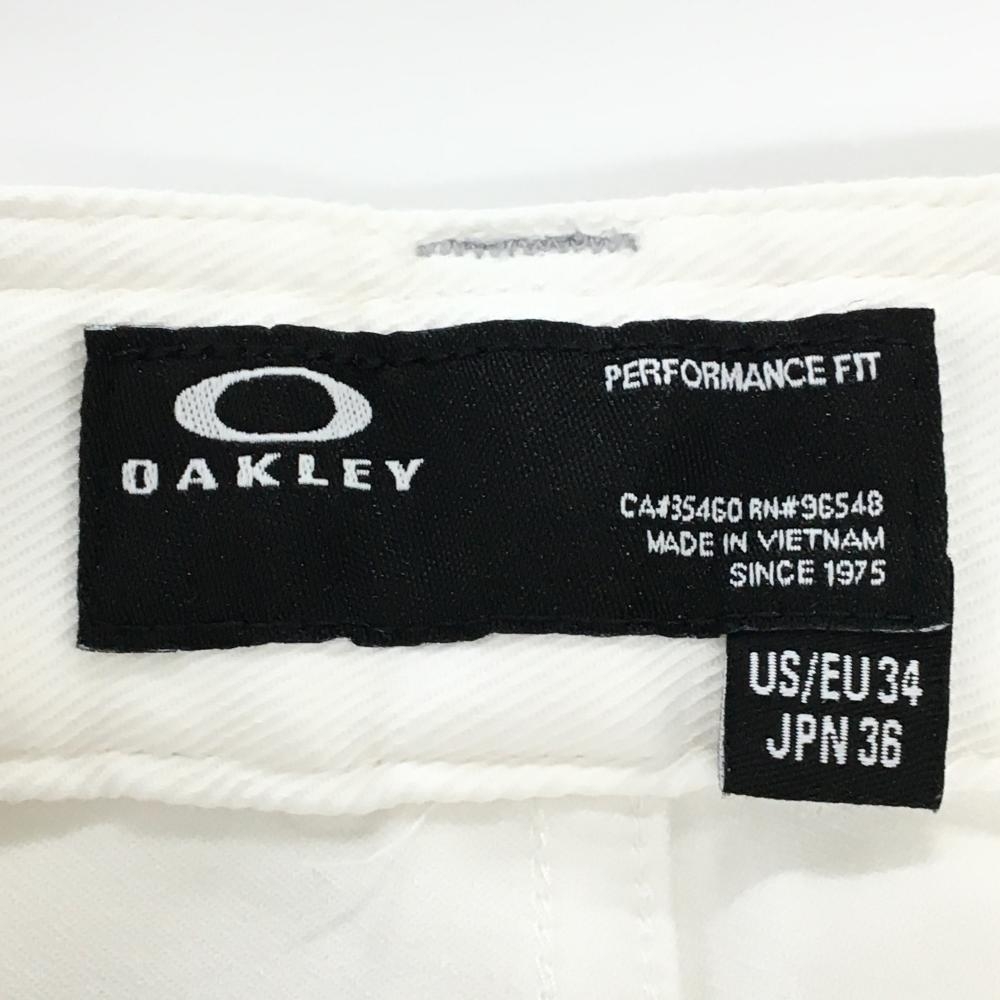 OAKLEY
PERFORMANCE FIT
CA#35460 RN#96548
MADE IN VIETNAM
SINCE 1975
US/EU 34
JPN 36